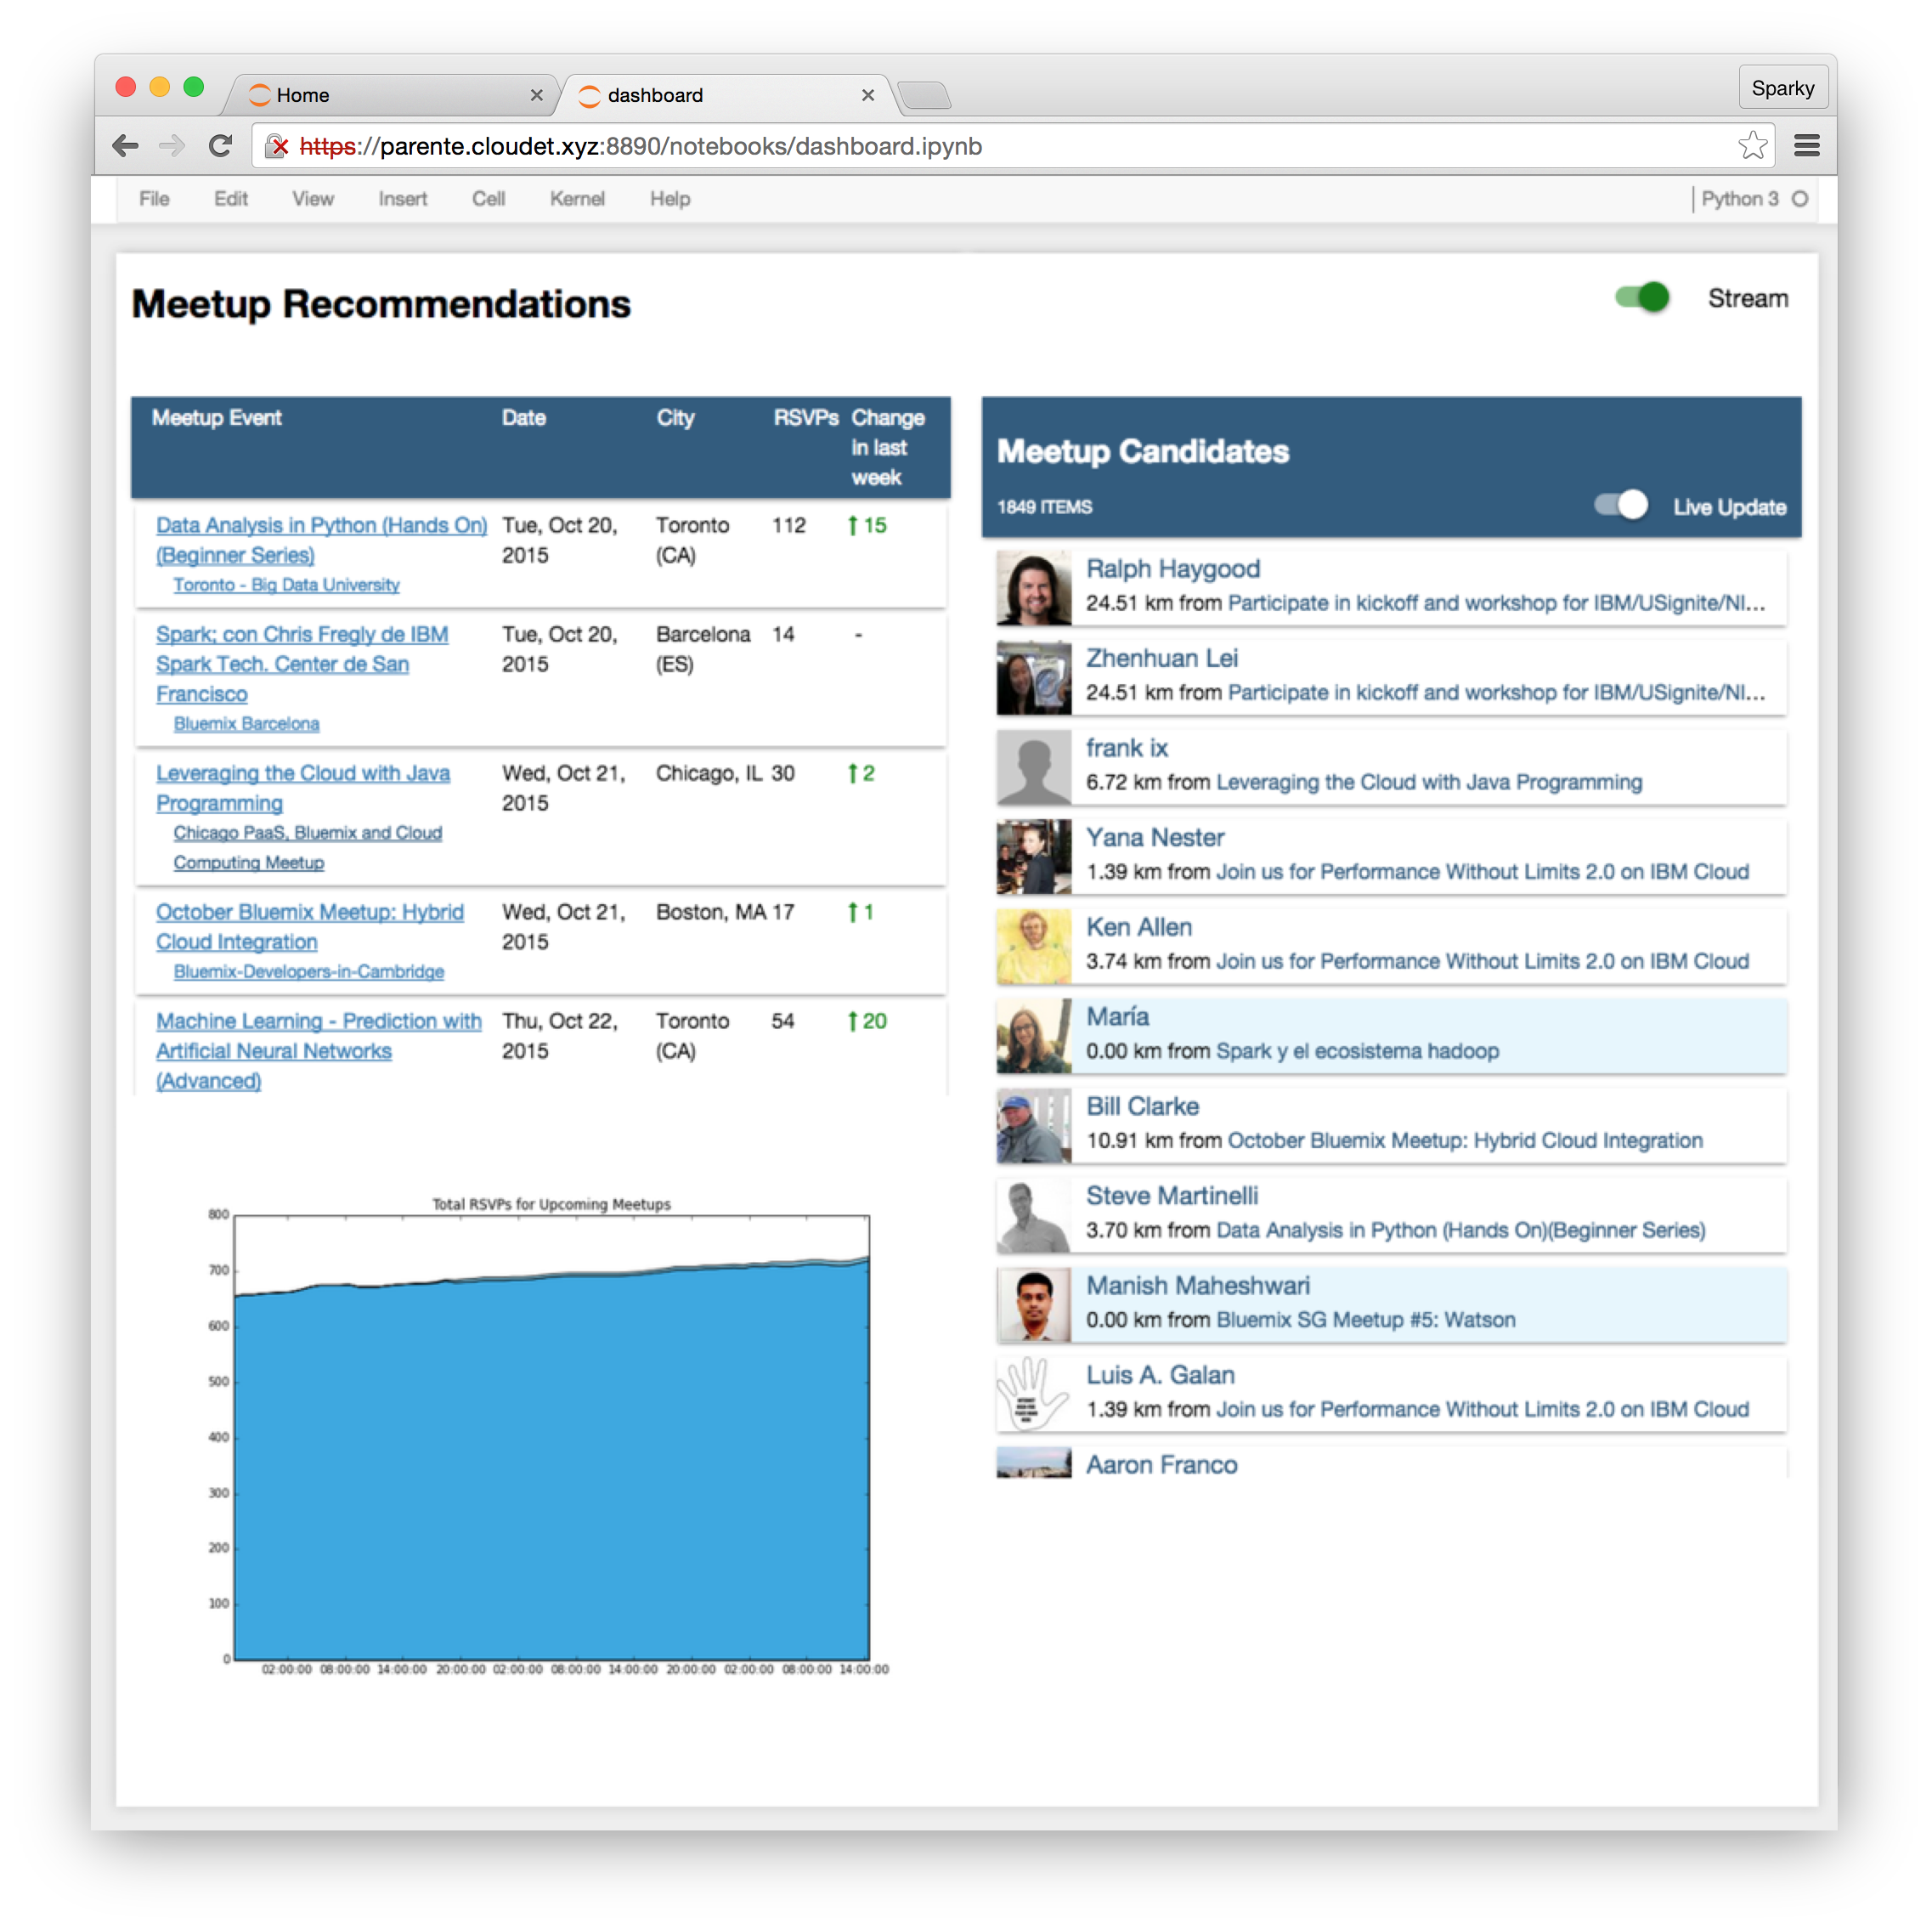 Home
dashboard
Sparky
https://parente.cloudet.xyz:8890/notebooks/dashboard.ipynb
File Edit View Insert Cell Kernel Help
Python 3
Meetup Recommendations
Stream
Meetup Event Date City RSVPs Change
in last
week
Data Analysis in Python (Hands On) Tue, Oct 20, Toronto 112 ↑ 15
(Beginner Series) 2015 (CA)
Toronto - Big Data University
Spark; con Chris Fregly de IBM Tue, Oct 20, Barcelona 14 -
Spark Tech. Center de San 2015 (ES)
Francisco
Bluemix Barcelona
Leveraging the Cloud with Java Wed, Oct 21, Chicago, IL 30 ↑ 2
Programming 2015
Chicago PaaS, Bluemix and Cloud
Computing Meetup
October Bluemix Meetup: Hybrid Wed, Oct 21, Boston, MA 17 ↑ 1
Cloud Integration 2015
Bluemix-Developers-in-Cambridge
Machine Learning - Prediction with Thu, Oct 22, Toronto 54 ↑ 20
Artificial Neural Networks 2015 (CA)
(Advanced)
Total RSVPs for Upcoming Meetups
800
700
600
500
400
300
200
100
0
02:00:00 08:00:00 14:00:00 20:00:00 02:00:00 08:00:00 14:00:00 20:00:00 02:00:00 08:00:00 14:00:00
Meetup Candidates
1849 ITEMS
Live Update
Ralph Haygood
24.51 km from Participate in kickoff and workshop for IBM/USignite/NI...
Zhenhuan Lei
24.51 km from Participate in kickoff and workshop for IBM/USignite/NI...
frank ix
6.72 km from Leveraging the Cloud with Java Programming
Yana Nester
1.39 km from Join us for Performance Without Limits 2.0 on IBM Cloud
Ken Allen
3.74 km from Join us for Performance Without Limits 2.0 on IBM Cloud
María
0.00 km from Spark y el ecosistema hadoop
Bill Clarke
10.91 km from October Bluemix Meetup: Hybrid Cloud Integration
Steve Martinelli
3.70 km from Data Analysis in Python (Hands On)(Beginner Series)
Manish Maheshwari
0.00 km from Bluemix SG Meetup #5: Watson
Luis A. Galan
1.39 km from Join us for Performance Without Limits 2.0 on IBM Cloud
Aaron Franco